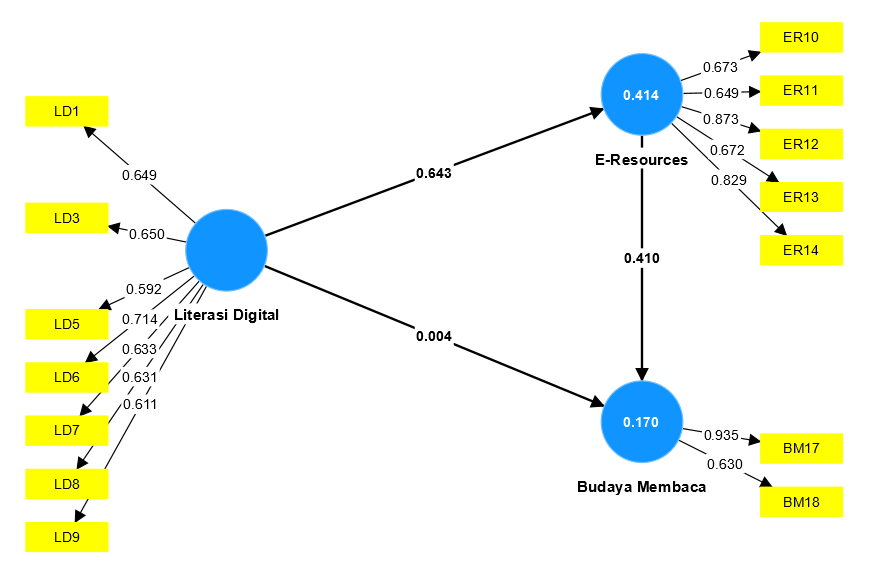 LD1
LD3
LD5
LD6
LD7
LD8
LD9
0.649
0.650
0.592
0.714
0.633
0.631
0.611
Literasi Digital
0.643
0.004
0.414
E-Resources
0.410
0.170
Budaya Membaca
0.673
0.649
0.873
0.672
0.829
ER10
ER11
ER12
ER13
ER14
0.935
0.630
BM17
BM18